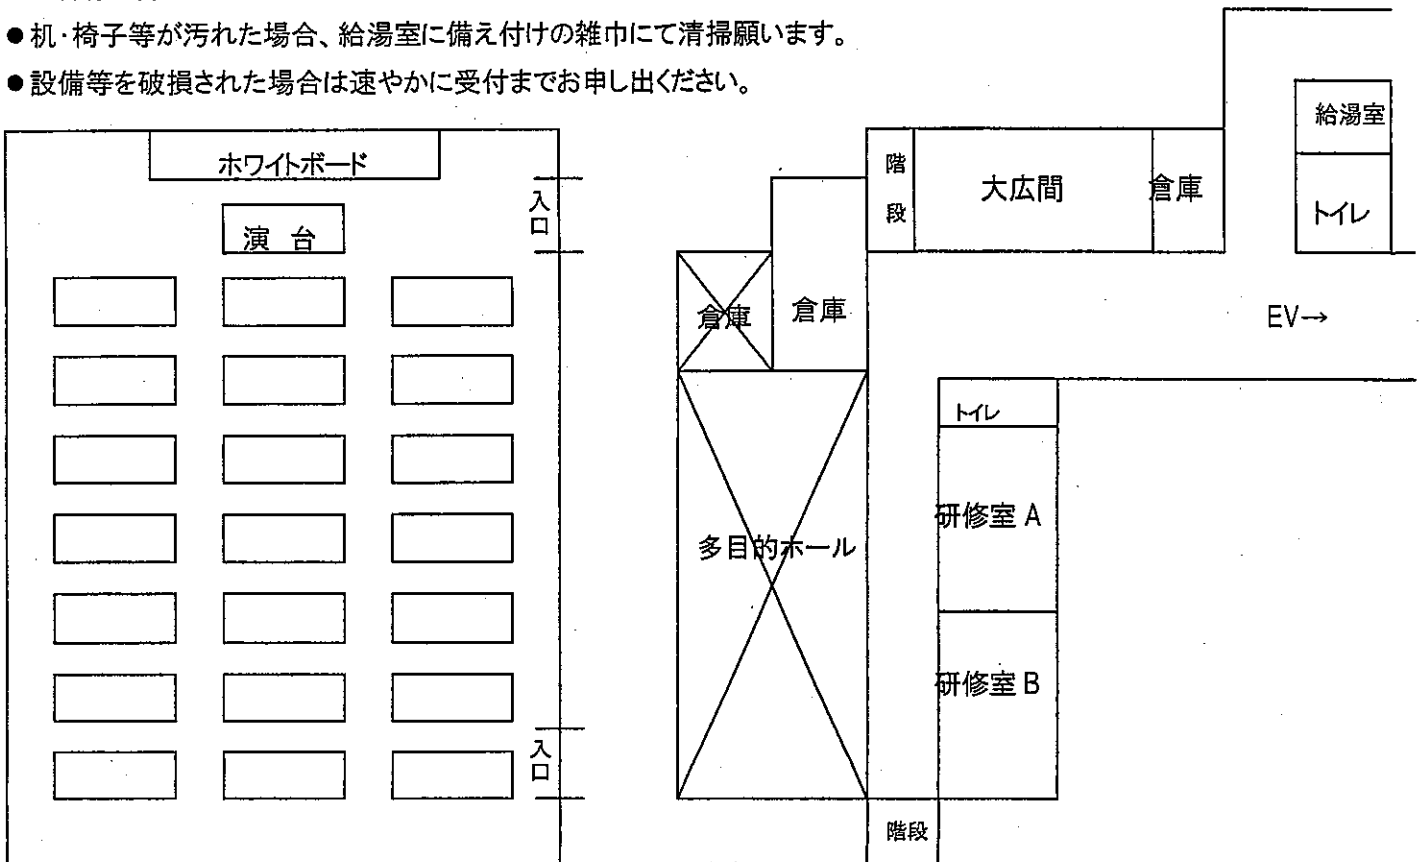 ●机・椅子等が汚れた場合、給湯室に備え付けの雑巾にて清掃願います。
●設備等を破損された場合は速やかに受付までお申し出ください。
ホワイトボード
演 台
入口
入口
階段
大広間
倉庫
給湯室
トイレ
倉庫
倉庫
EV→
トイレ
研修室 A
多目的ホール
研修室 B
階段